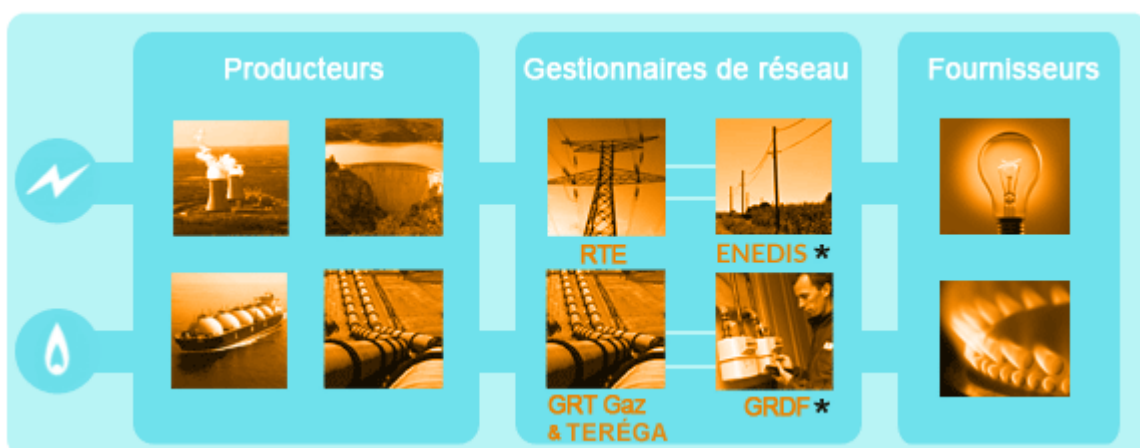 Producteurs
Gestionnaires de réseau
Fournisseurs
RTE
ENEDIS *
GRT Gaz
& TERÉGA
GRDF *